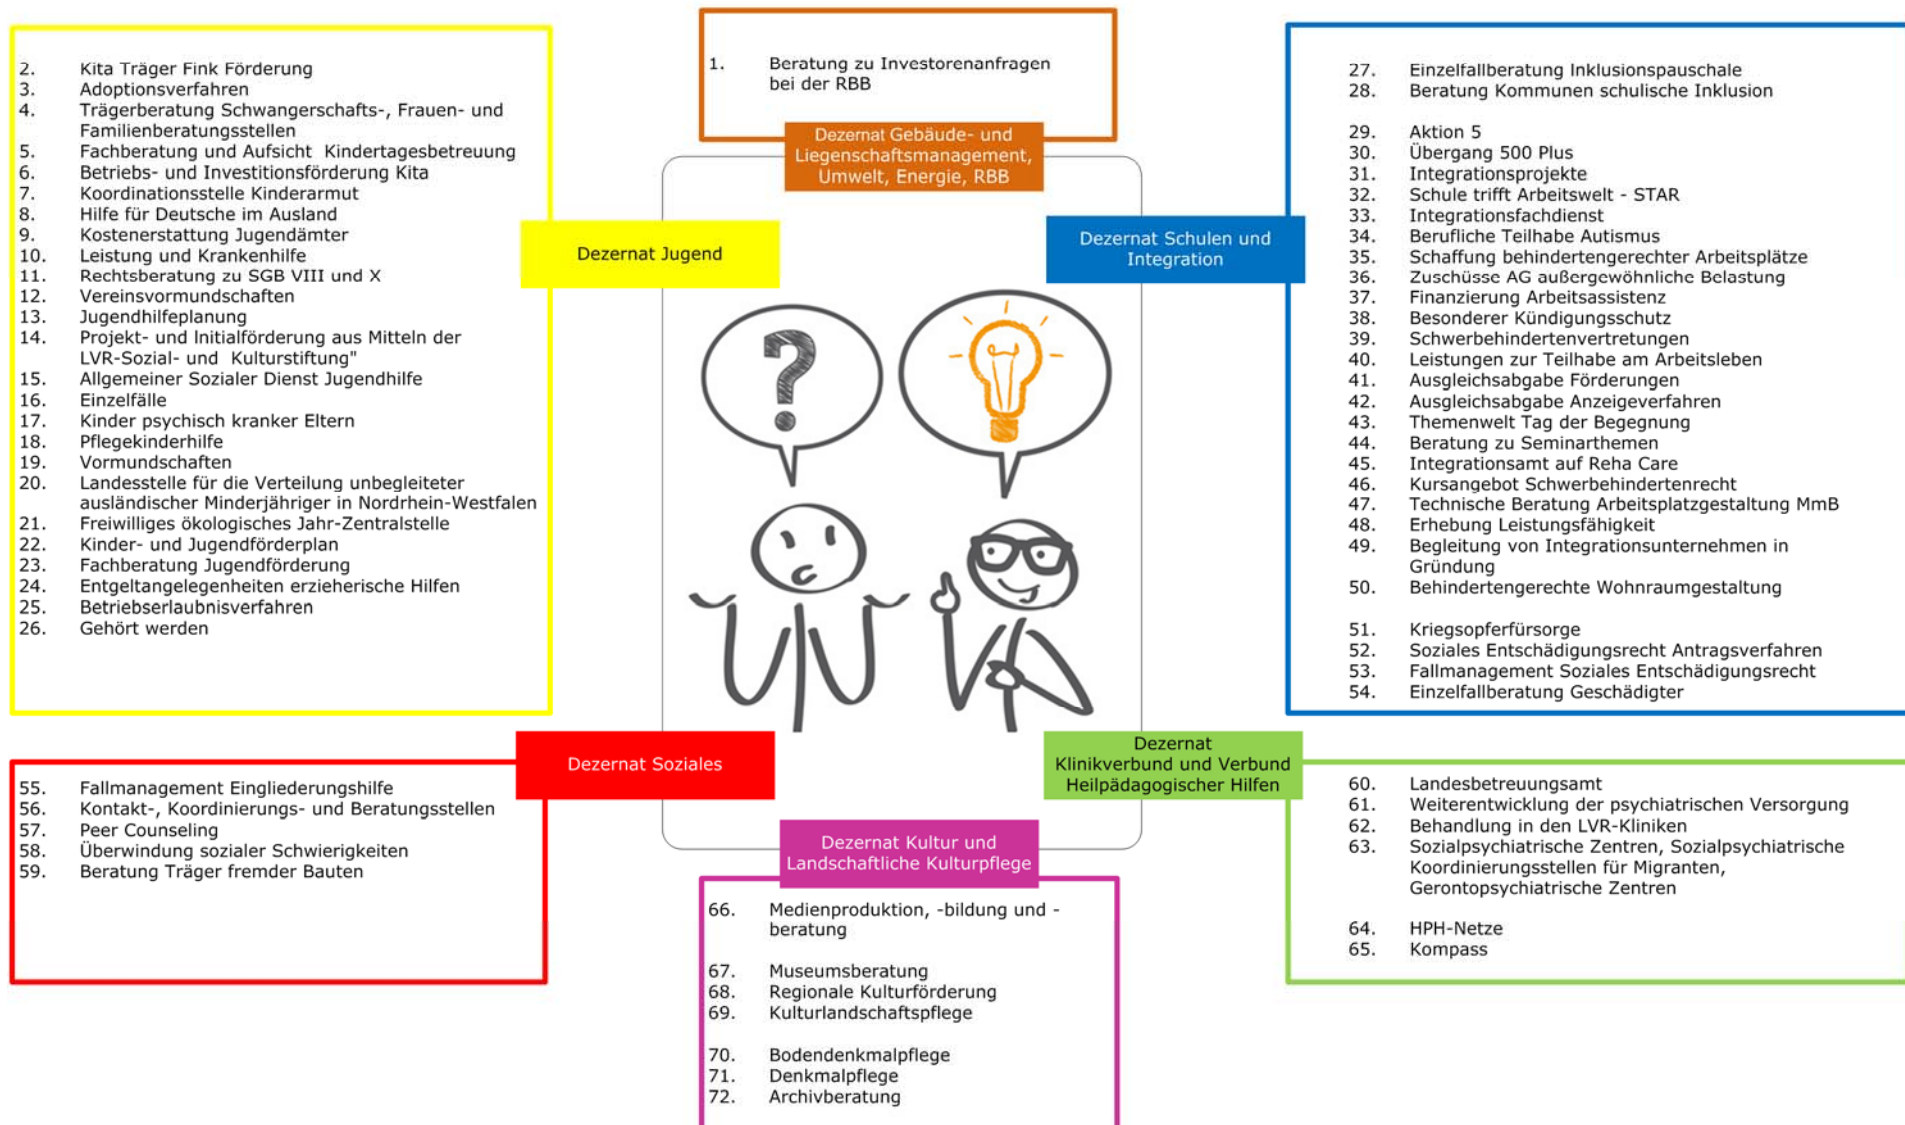 1. Beratung zu Investorenanfragen
bei der RBB
Dezernat Gebäude- und
Liegenschaftsmanagement,
Umwelt, Energie, RBB
2. Kita Träger Fink Förderung
3. Adoptionsverfahren
4. Trägerberatung Schwangerschafts-, Frauen- und
Familienberatungsstellen
5. Fachberatung und Aufsicht Kindertagesbetreuung
6. Betriebs- und Investitionsförderung Kita
7. Koordinationsstelle Kinderarmut
8. Hilfe für Deutsche im Ausland
9. Kostenerstattung Jugendämter
10. Leistung und Krankenhilfe
11. Rechtsberatung zu SGB VIII und X
12. Vereinsvormundschaften
13. Jugendhilfeplanung
14. Projekt- und Initialförderung aus Mitteln der
LVR-Sozial- und Kulturstiftung"
15. Allgemeiner Sozialer Dienst Jugendhilfe
16. Einzelfälle
17. Kinder psychisch kranker Eltern
18. Pflegekinderhilfe
19. Vormundschaften
20. Landesstelle für die Verteilung unbegleiteter
ausländischer Minderjähriger in Nordrhein-Westfalen
21. Freiwilliges ökologisches Jahr-Zentralstelle
22. Kinder- und Jugendförderplan
23. Fachberatung Jugendförderung
24. Entgeltangelegenheiten erzieherische Hilfen
25. Betriebserlaubnisverfahren
26. Gehört werden
Dezernat Jugend
?
Dezernat Schulen und
Integration
27. Einzelfallberatung Inklusionspauschale
28. Beratung Kommunen schulische Inklusion
29. Aktion 5
30. Übergang 500 Plus
31. Integrationsprojekte
32. Schule trifft Arbeitswelt - STAR
33. Integrationsfachdienst
34. Berufliche Teilhabe Autismus
35. Schaffung behindertengerechter Arbeitsplätze
36. Zuschüsse AG außergewöhnliche Belastung
37. Finanzierung Arbeitsassistenz
38. Besonderer Kündigungsschutz
39. Schwerbehindertenvertretungen
40. Leistungen zur Teilhabe am Arbeitsleben
41. Ausgleichsabgabe Förderungen
42. Ausgleichsabgabe Anzeigeverfahren
43. Themenwelt Tag der Begegnung
44. Beratung zu Seminarthemen
45. Integrationsamt auf Reha Care
46. Kursangebot Schwerbehindertenrecht
47. Technische Beratung Arbeitsplatzgestaltung MmB
48. Erhebung Leistungsfähigkeit
49. Begleitung von Integrationsunternehmen in
Gründung
50. Behindertengerechte Wohnraumgestaltung
51. Kriegsopferfürsorge
52. Soziales Entschädigungsrecht Antragsverfahren
53. Fallmanagement Soziales Entschädigungsrecht
54. Einzelfallberatung Geschädigter
Dezernat Soziales
55. Fallmanagement Eingliederungshilfe
56. Kontakt-, Koordinierungs- und Beratungsstellen
57. Peer Counseling
58. Überwindung sozialer Schwierigkeiten
59. Beratung Träger fremder Bauten
Dezernat
Klinikverbund und Verbund
Heilpädagogischer Hilfen
60. Landesbetreuungsamt
61. Weiterentwicklung der psychiatrischen Versorgung
62. Behandlung in den LVR-Kliniken
63. Sozialpsychiatrische Zentren, Sozialpsychiatrische
Koordinierungsstellen für Migranten,
Gerontopsychiatrische Zentren
64. HPH-Netze
65. Kompass
Dezernat Kultur und
Landschaftliche Kulturpflege
66. Medienproduktion, -bildung und -
beratung
67. Museumsberatung
68. Regionale Kulturförderung
69. Kulturlandschaftspflege
70. Bodendenkmalpflege
71. Denkmalpflege
72. Archivberatung